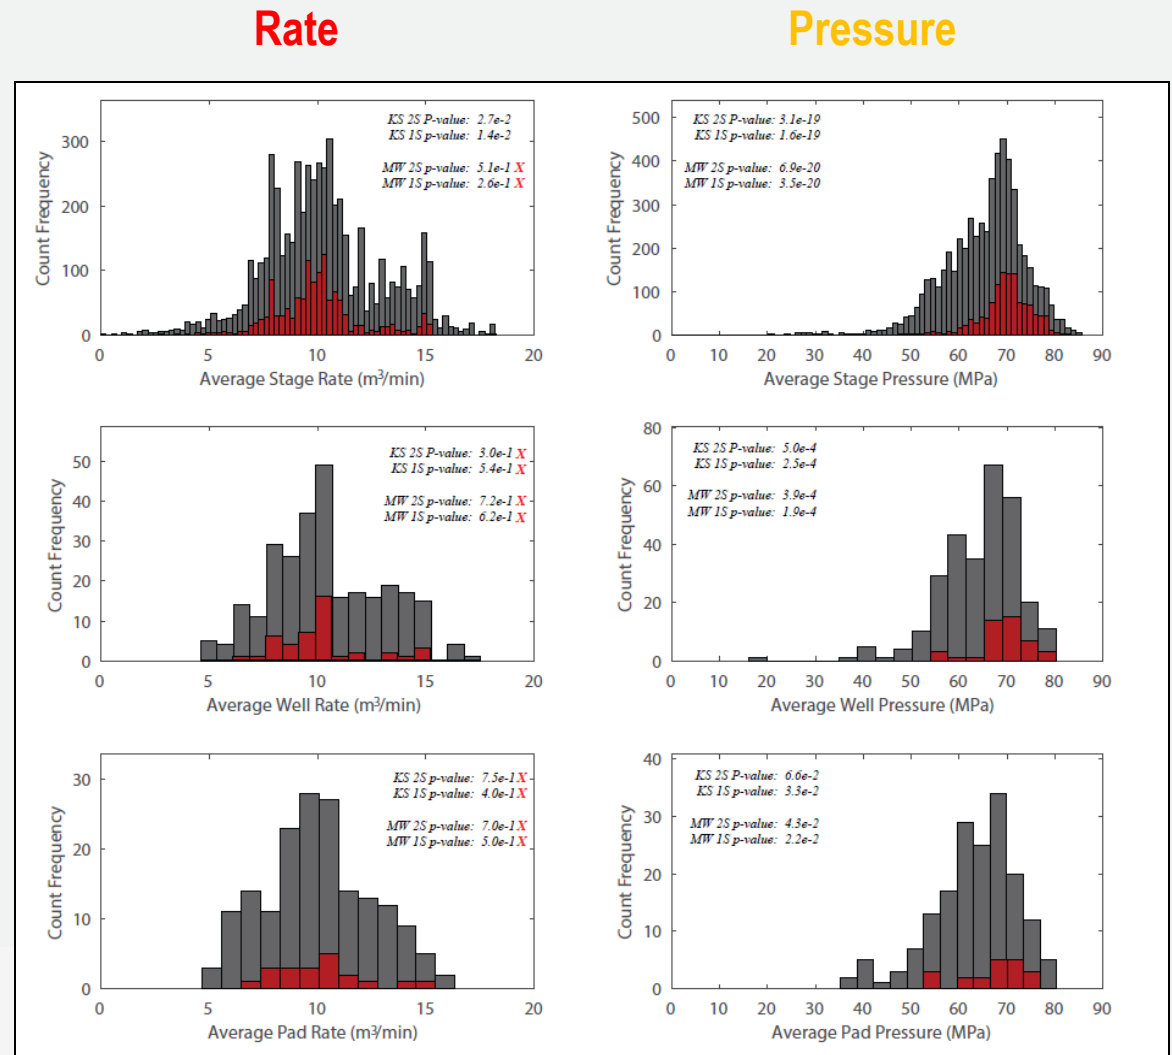 Rate
Pressure
KS 2S P-value: 2.7e-2
KS 1S P-value: 1.4e-2
MW 2S p-value: 5.1e-1 X
MW 1S p-value: 2.6e-1 X
300
200
100
0
Count Frequency
0 5 10 15 20
Average Stage Rate (m³/min)
KS 2S P-value: 3.1e-19
KS 1S P-value: 1.6e-19
MW 2S p-value: 6.9e-20
MW 1S p-value: 3.5e-20
500
400
300
200
100
0
Count Frequency
0 10 20 30 40 50 60 70 80 90
Average Stage Pressure (MPa)
KS 2S P-value: 3.0e-1 X
KS 1S p-value: 5.4e-1 X
MW 2S p-value: 7.2e-1 X
MW 1S p-value: 6.2e-1 X
50
40
30
20
10
0
Count Frequency
0 5 10 15 20
Average Well Rate (m³/min)
KS 2S P-value: 5.0e-4
KS 1S p-value: 2.5e-4
MW 2S p-value: 3.9e-4
MW 1S p-value: 1.9e-4
80
60
40
20
0
Count Frequency
0 10 20 30 40 50 60 70 80 90
Average Well Pressure (MPa)
KS 2S p-value: 7.5e-1 X
KS 1S p-value: 4.0e-1 X
MW 2S p-value: 7.0e-1 X
MW 1S p-value: 5.0e-1 X
30
20
10
0
Count Frequency
0 5 10 15 20
Average Pad Rate (m³/min)
KS 2S P-value: 6.6e-2
KS 1S p-value: 3.3e-2
MW 2S p-value: 4.3e-2
MW 1S p-value: 2.2e-2
40
30
20
10
0
Count Frequency
0 10 20 30 40 50 60 70 80 90
Average Pad Pressure (MPa)